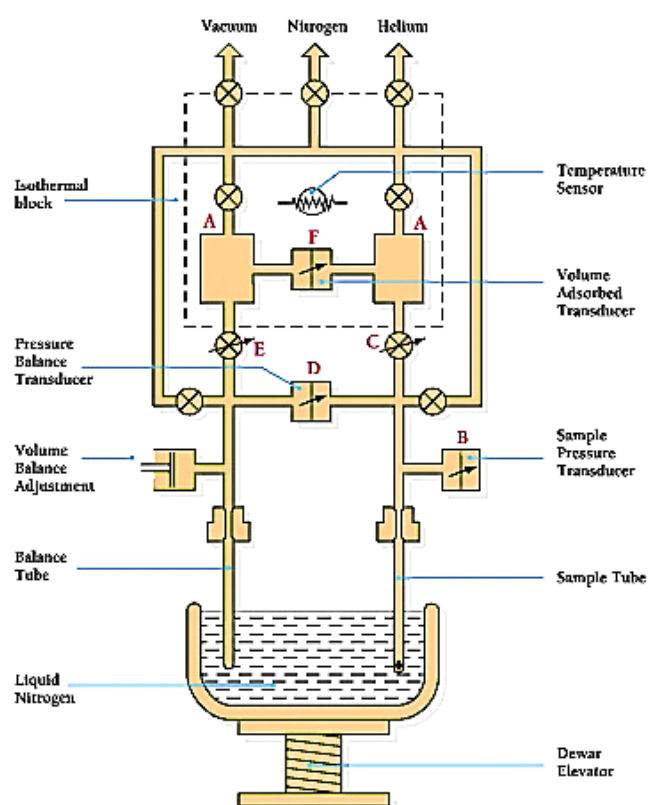 Vacuum Nitrogen Helium
Isothermal
block
Temperature
Sensor
A
F
A
Volume
Adsorbed
Transducer
Pressure
Balance
Transducer
E
C
D
Volume
Balance
Adjustment
B
Sample
Pressure
Transducer
Balance
Tube
Sample Tube
Liquid
Nitrogen
Dewar
Elevator